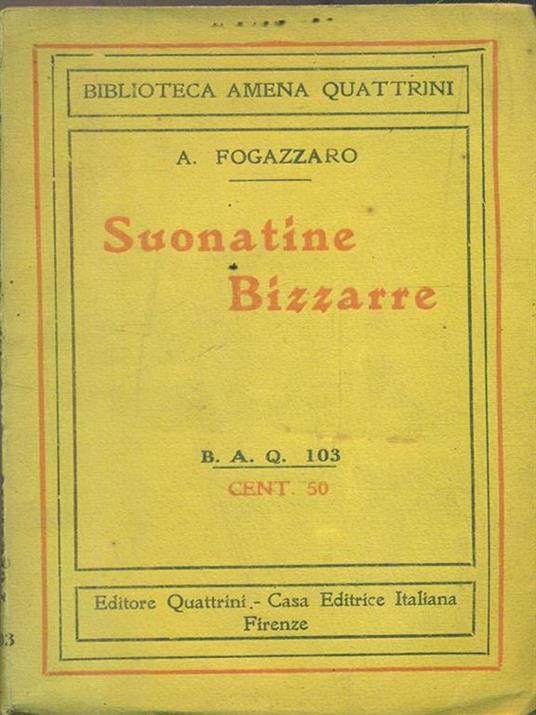 BIBLIOTECA AMENA QUATTRINI
A. FOGAZZARO
Suonatine
Bizzarre
B. A. Q. 103
CENT. 50
Editore Quattrini.- Casa Editrice Italiana
Firenze